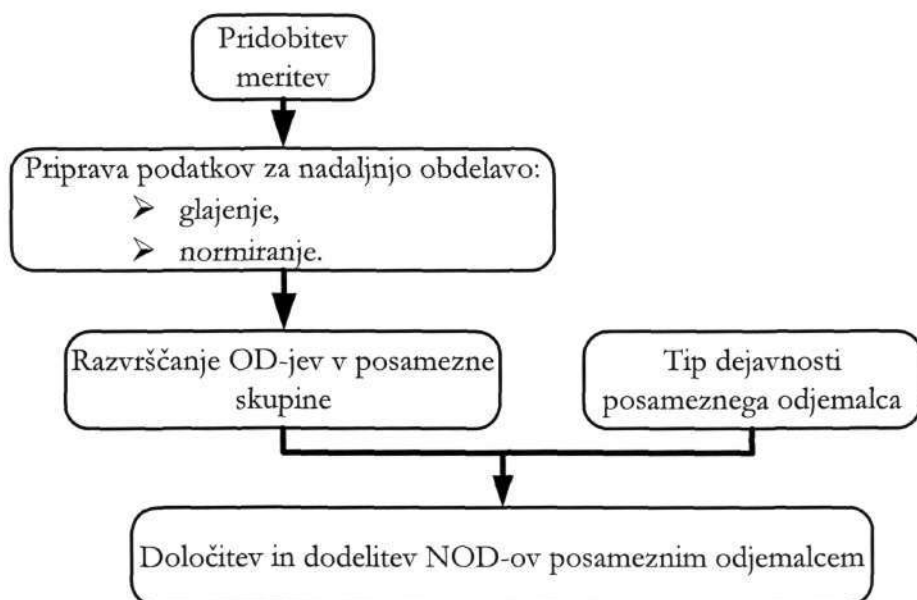 Pridobitev
meritev
Priprava podatkov za nadaljnjo obdelavo:
➢ glajenje,
➢ normiranje.
Razvrščanje OD-jev v posamezne
skupine
Tip dejavnosti
posameznega odjemalca
Določitev in dodelitev NOD-ov posameznim odjemalcem